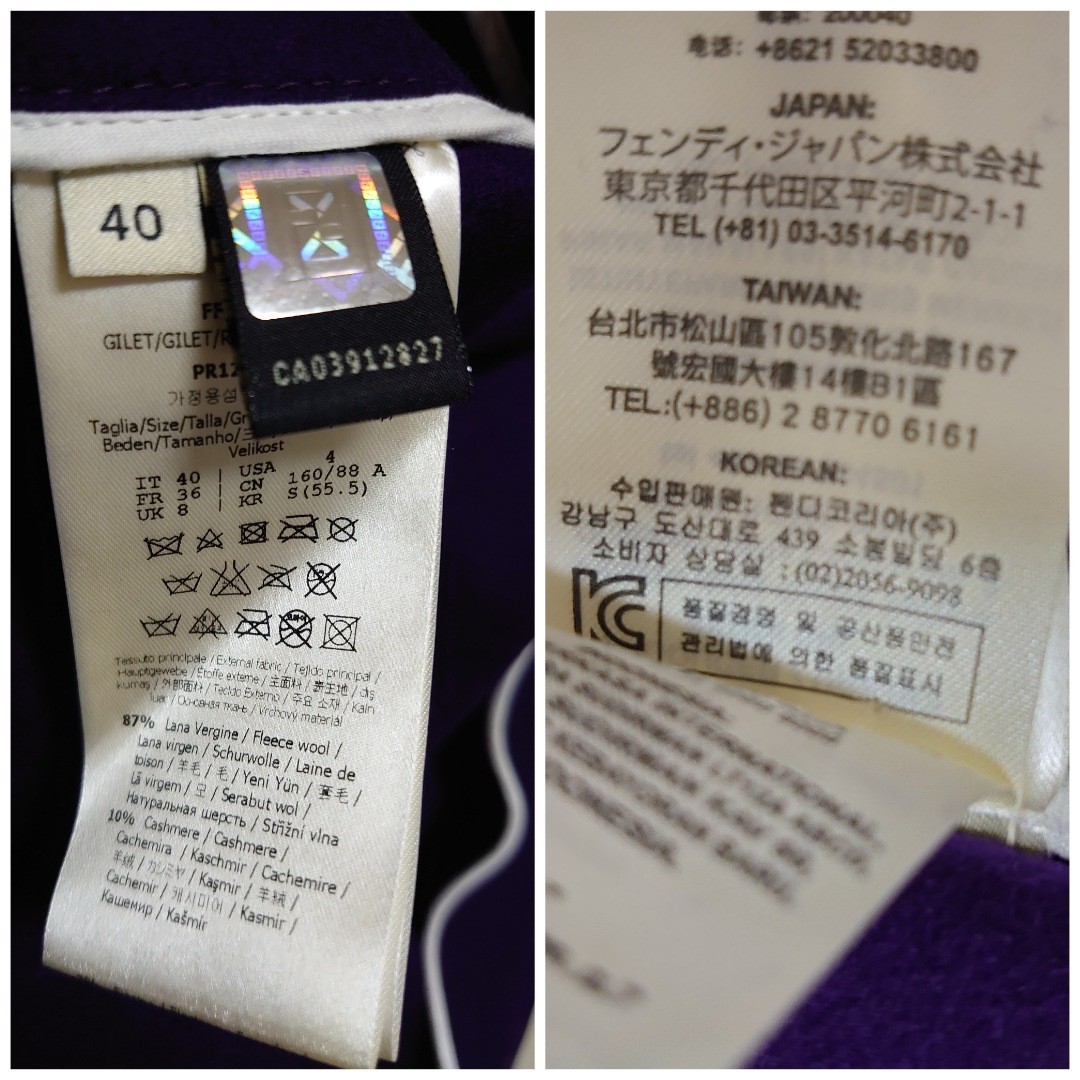 40
CA03912827
GILET/GILET/
PR12
가정용섬
Taglia/Size/Talla/Gr
Beden/Tamanho/
Velikost
IT 40 | USA 4
FR 36 | CN 160/88 A
UK 8 | KR S(55.5)
Tessuto principale / External fabric / Tejido principal /
Hauptgewebe / Étoffe externe / 主面料 / 表生地 / dış
kumaş / 外部面料 / Tecido Externo / 주요 소재 / Kain
luar / Основная ткань / Vrchový materiál
87% Lana Vergine / Fleece wool /
Lana virgen / Schurwolle / Laine de
toison / 羊毛 / 毛 / Yeni Yün / 羊毛 /
Lã virgem / 모 / Serabut wol /
Натуральная шерсть / Střižní vlna
10% Cashmere / Cashmere /
Cachemira / Kaschmir / Cachemire /
羊绒 / カシミヤ / Kaşmir / 羊絨 /
Cachemir / 캐시미어 / Kasmir /
Кашемир / Kašmír
电话: +8621 52033800
JAPAN:
フェンディ・ジャパン株式会社
東京都千代田区平河町2-1-1
TEL (+81) 03-3514-6170
TAIWAN:
台北市松山區105敦化北路167
號宏國大樓14樓B1區
TEL:(+886) 2 8770 6161
KOREAN:
수입판매원: 펜디코리아(주)
강남구 도산대로 439 소봉빌딩 6층
소비자 상담실 :(02)2056-9098
품질경영 및 공산품안전
관리법에 의한 품질표시